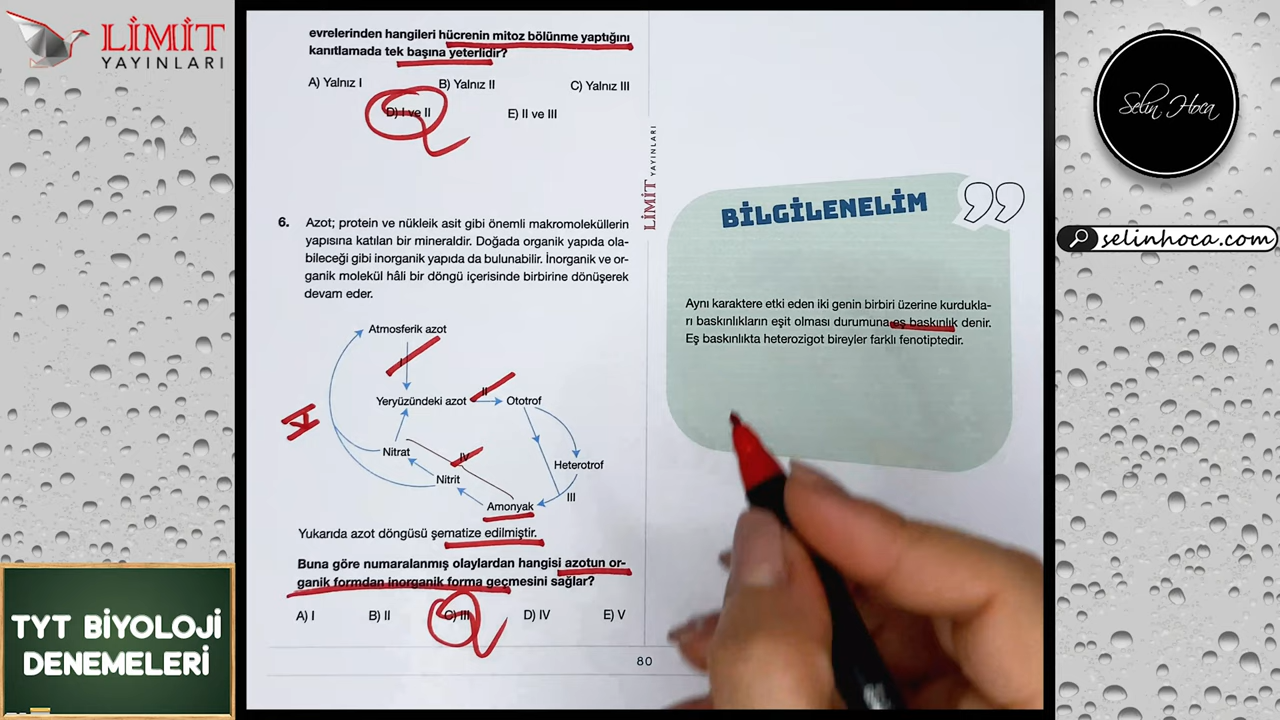 LİMİT
YAYINLARI
evrelerinden hangileri hücrenin mitoz bölünme yaptığını
kanıtlamada tek başına yeterlidir?
A) Yalnız I
B) Yalnız II
C) Yalnız III
D) I ve II
E) II ve III
6. Azot; protein ve nükleik asit gibi önemli makromoleküllerin
yapısına katılan bir mineraldir. Doğada organik yapıda ola-
bileceği gibi inorganik yapıda da bulunabilir. İnorganik ve or-
ganik molekül hâli bir döngü içerisinde birbirine dönüşerek
devam eder.
Atmosferik azot
I
Yeryüzündeki azot
II
Ototrof
V
Nitrat
IV
Heterotrof
Nitrit
III
Amonyak
Yukarıda azot döngüsü şematize edilmiştir.
Buna göre numaralanmış olaylardan hangisi azotun or-
ganik formdan inorganik forma geçmesini sağlar?
A) I
B) II
C) III
D) IV
E) V
80
LİMİT YAYINLARI
BİLGİLENELİM
Aynı karaktere etki eden iki genin birbiri üzerine kurdukla-
rı baskınlıkların eşit olması durumuna eş baskınlık denir.
Eş baskınlıkta heterozigot bireyler farklı fenotiptedir.
Selin Hoca
selinhoca.com
TYT BİYOLOJİ
DENEMELERİ